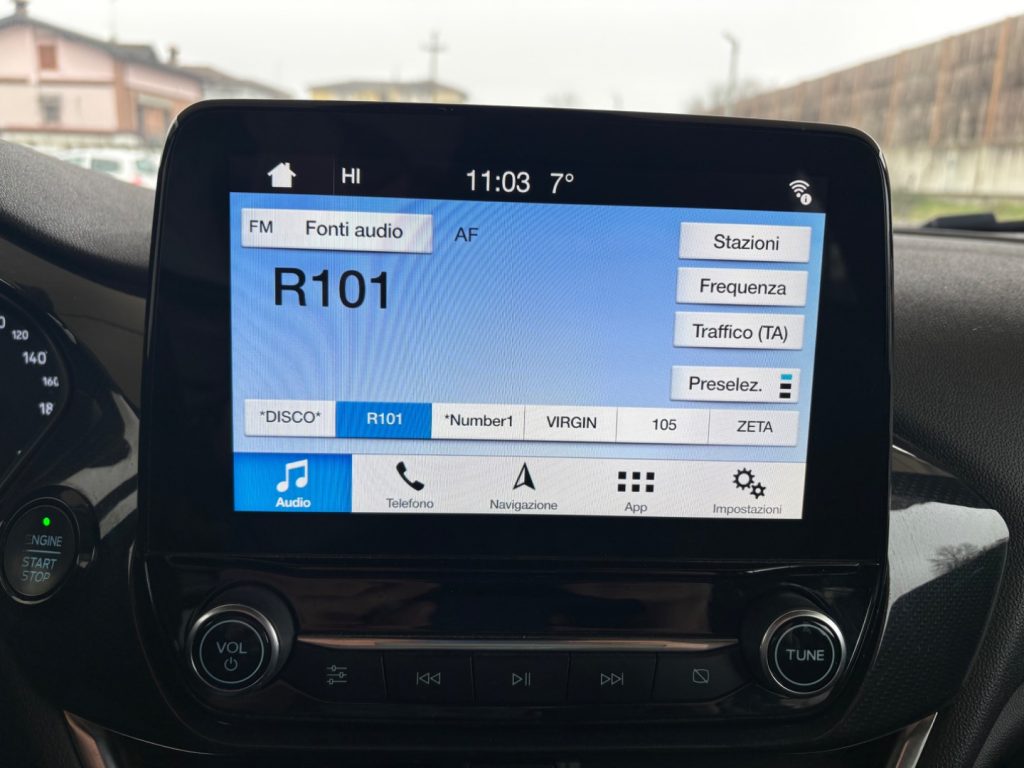 HI 11:03 7°
FM Fonti audio AF
Stazioni
R101
Frequenza
Traffico (TA)
Preselez.
*DISCO* R101 *Number1 VIRGIN 105 ZETA
Audio Telefono Navigazione App Impostazioni
120
140
160
18
ENGINE
START
STOP
VOL
TUNE